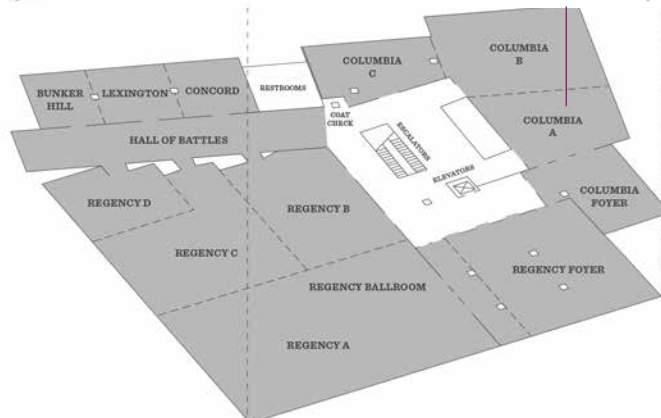 COLUMBIA
B
COLUMBIA
C
BUNKER
HILL
LEXINGTON
CONCORD
RESTROOMS
COAT
CHECK
ESCALATORS
COLUMBIA
A
HALL OF BATTLES
ELEVATORS
COLUMBIA
FOYER
REGENCY D
REGENCY B
REGENCY C
REGENCY FOYER
REGENCY BALLROOM
REGENCY A